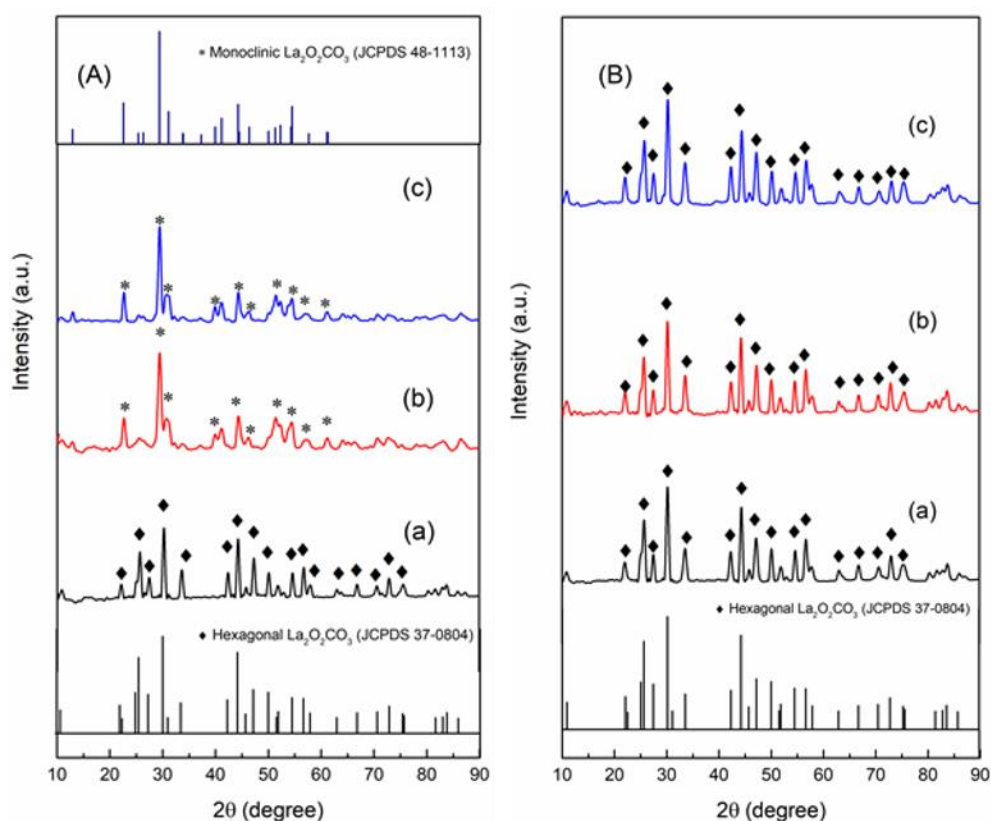 (A)
* Monoclinic La₂O₂CO₃ (JCPDS 48-1113)
(c)
(b)
(a)
♦ Hexagonal La₂O₂CO₃ (JCPDS 37-0804)
Intensity (a.u.)
Intensity (a.u.)
10 20 30 40 50 60 70 80 90
2θ (degree)
(B)
(c)
(b)
(a)
♦ Hexagonal La₂O₂CO₃ (JCPDS 37-0804)
Intensity (a.u.)
10 20 30 40 50 60 70 80 90
2θ (degree)